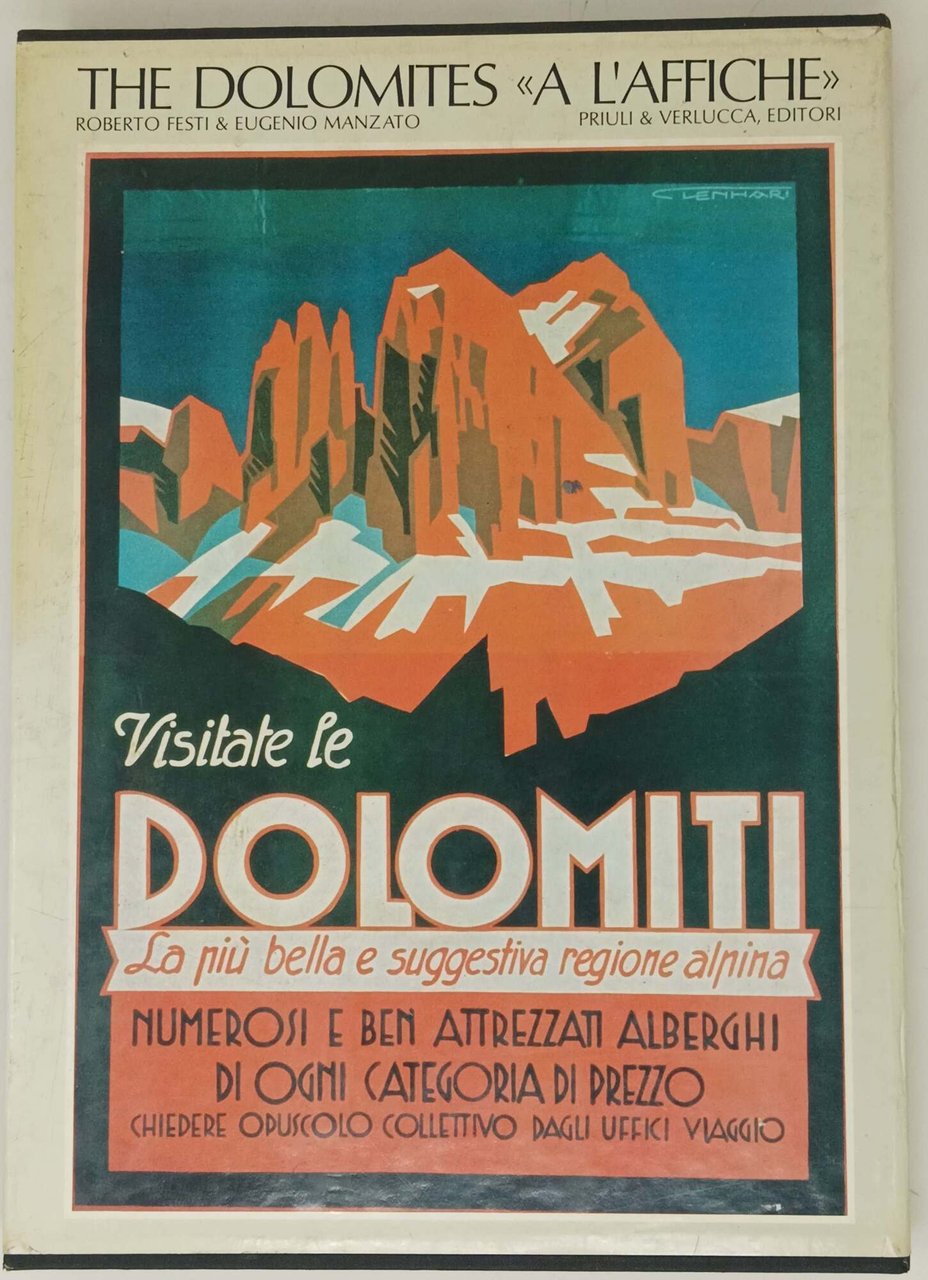 THE DOLOMITES «A L'AFFICHE»
ROBERTO FESTI & EUGENIO MANZATO PRIULI & VERLUCCA, EDITORI
C LENHART
Visitate le
DOLOMITI
La più bella e suggestiva regione alpina
NUMEROSI E BEN ATTREZZATI ALBERGHI
DI OGNI CATEGORIA DI PREZZO
CHIEDERE OPUSCOLO COLLETTIVO DAGLI UFFICI VIAGGIO